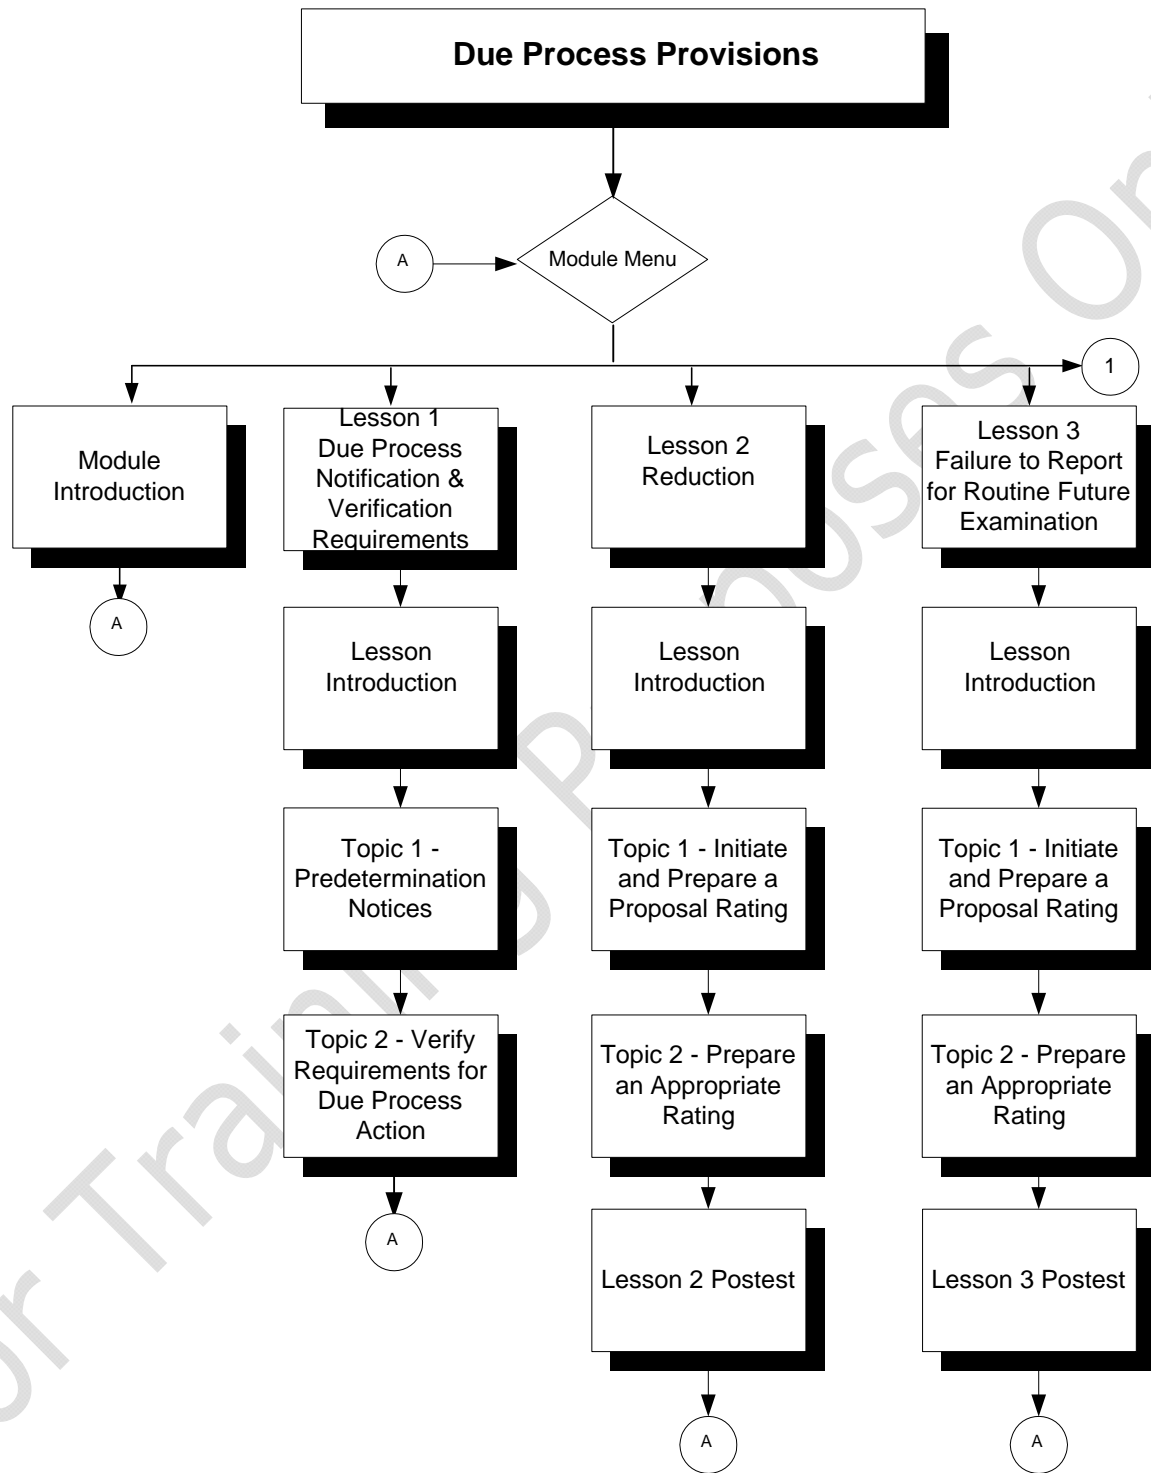 Due Process Provisions
A
Module Menu
1
Module
Introduction
A
Lesson 1
Due Process
Notification &
Verification
Requirements
Lesson 2
Reduction
Lesson 3
Failure to Report
for Routine Future
Examination
Lesson
Introduction
Lesson
Introduction
Lesson
Introduction
Topic 1 -
Predetermination
Notices
Topic 1 - Initiate
and Prepare a
Proposal Rating
Topic 1 - Initiate
and Prepare a
Proposal Rating
Topic 2 - Verify
Requirements for
Due Process
Action
Topic 2 - Prepare
an Appropriate
Rating
Topic 2 - Prepare
an Appropriate
Rating
A
Lesson 2 Postest
Lesson 3 Postest
A
A
or Training P poses On